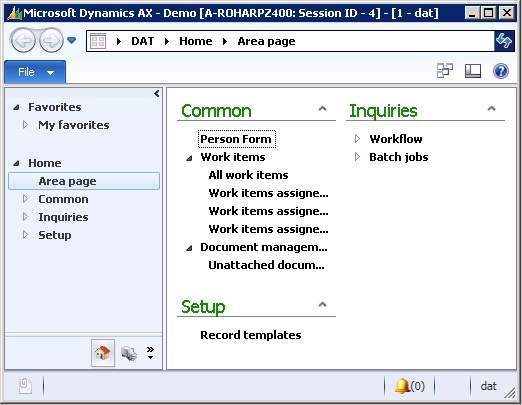 Microsoft Dynamics AX - Demo [A-ROHARPZ400: Session ID - 4] - [1 - dat]
DAT Home Area page
File
Favorites
My favorites
Home
Area page
Common
Inquiries
Setup
Common
Person Form
Work items
All work items
Work items assigne...
Work items assigne...
Work items assigne...
Document managem...
Unattached docum...
Setup
Record templates
Inquiries
Workflow
Batch jobs
(0)
dat